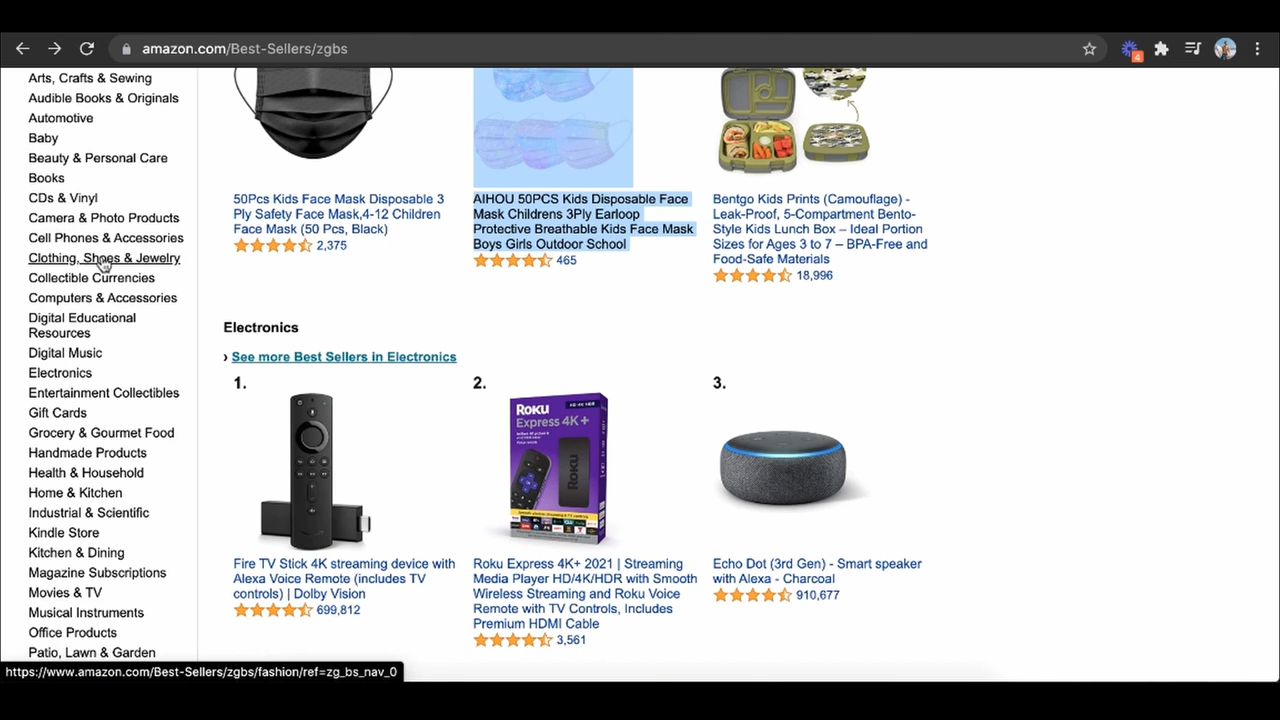 amazon.com/Best-Sellers/zgbs
4
Arts, Crafts & Sewing
Audible Books & Originals
Automotive
Baby
Beauty & Personal Care
Books
CDs & Vinyl
Camera & Photo Products
Cell Phones & Accessories
Clothing, Shoes & Jewelry
Collectible Currencies
Computers & Accessories
Digital Educational
Resources
Digital Music
Electronics
Entertainment Collectibles
Gift Cards
Grocery & Gourmet Food
Handmade Products
Health & Household
Home & Kitchen
Industrial & Scientific
Kindle Store
Kitchen & Dining
Magazine Subscriptions
Movies & TV
Musical Instruments
Office Products
Patio, Lawn & Garden
50Pcs Kids Face Mask Disposable 3
Ply Safety Face Mask,4-12 Children
Face Mask (50 Pcs, Black)
2,375
AIHOU 50PCS Kids Disposable Face
Mask Childrens 3Ply Earloop
Protective Breathable Kids Face Mask
Boys Girls Outdoor School
465
Bentgo Kids Prints (Camouflage) -
Leak-Proof, 5-Compartment Bento-
Style Kids Lunch Box – Ideal Portion
Sizes for Ages 3 to 7 – BPA-Free and
Food-Safe Materials
18,996
Electronics
› See more Best Sellers in Electronics
1.
Fire TV Stick 4K streaming device with
Alexa Voice Remote (includes TV
controls) | Dolby Vision
699,812
2.
Roku
Express 4K+
Roku
Roku Express 4K+ 2021 | Streaming
Media Player HD/4K/HDR with Smooth
Wireless Streaming and Roku Voice
Remote with TV Controls, Includes
Premium HDMI Cable
3,561
3.
Echo Dot (3rd Gen) - Smart speaker
with Alexa - Charcoal
910,677
https://www.amazon.com/Best-Sellers/zgbs/fashion/ref=zg_bs_nav_0